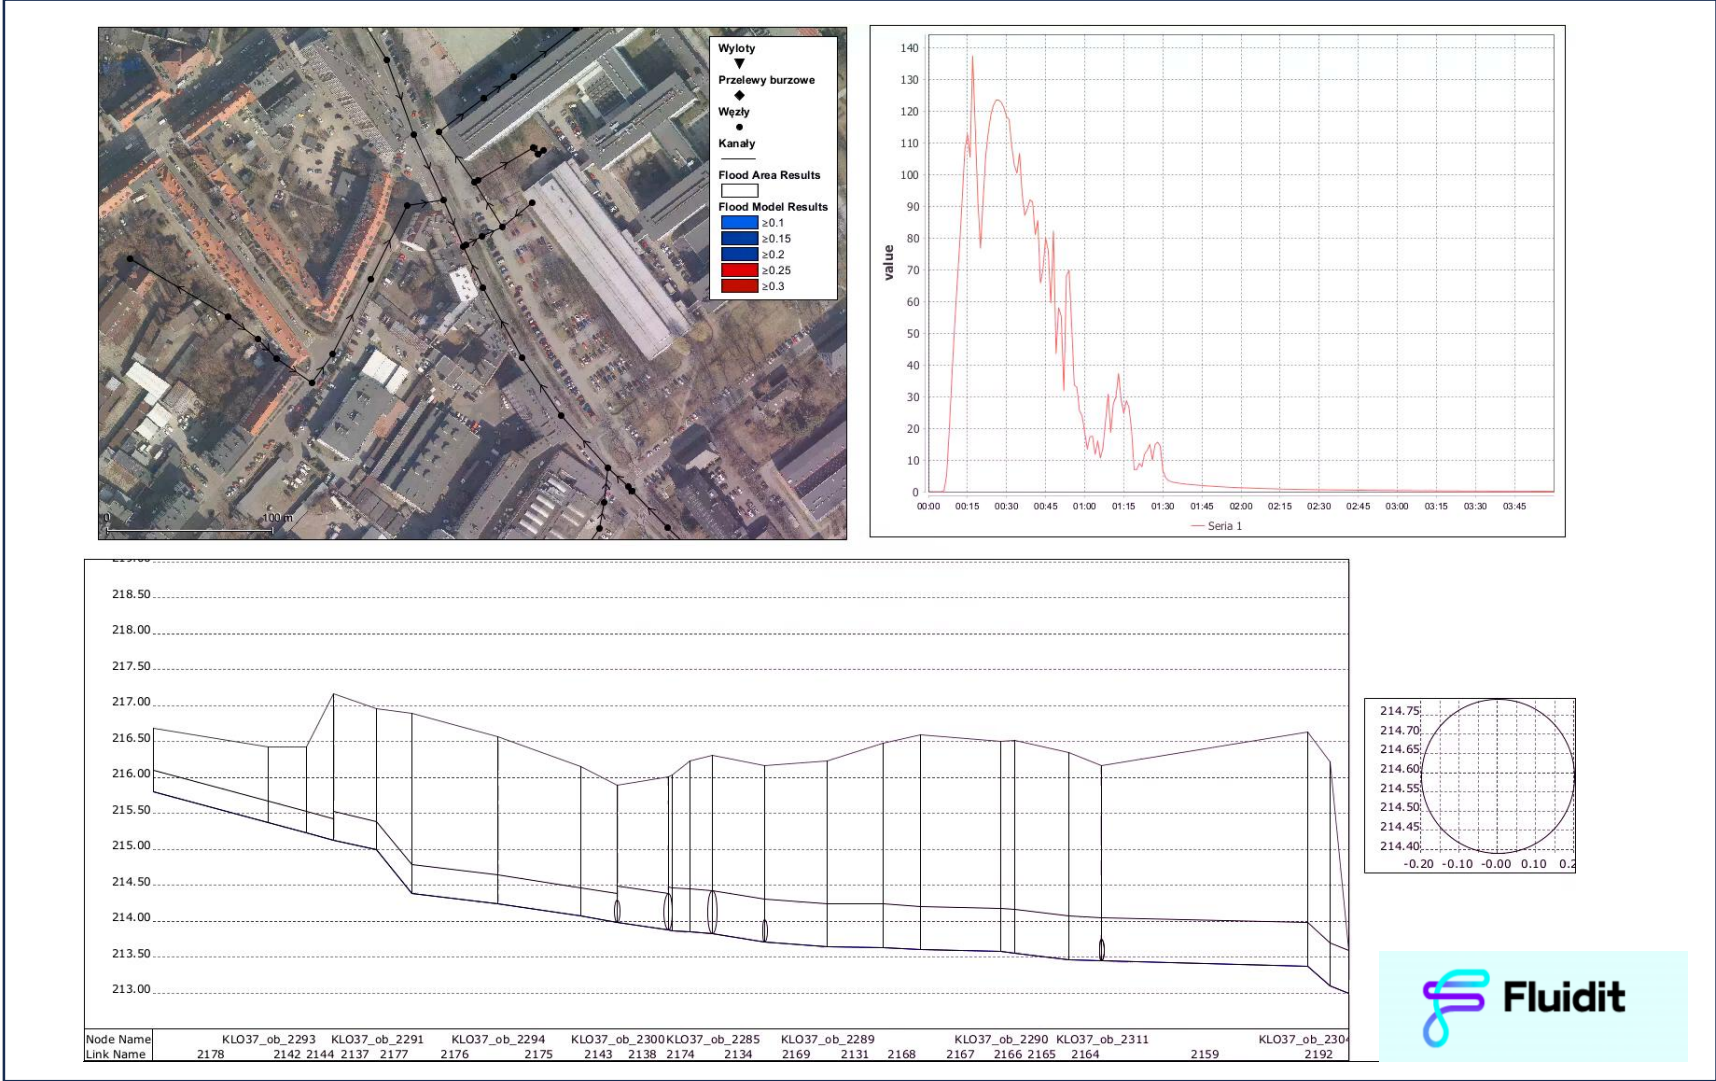 Wyloty
Przelewy burzowe
Węzły
Kanały
Flood Area Results
Flood Model Results
≥0.1
≥0.15
≥0.2
≥0.25
≥0.3
0 100 m
140
130
120
110
100
90
80
70
60
50
40
30
20
10
0
value
00:00 00:15 00:30 00:45 01:00 01:15 01:30 01:45 02:00 02:15 02:30 02:45 03:00 03:15 03:30 03:45
Seria 1
219.00
218.50
218.00
217.50
217.00
216.50
216.00
215.50
215.00
214.50
214.00
213.50
213.00
Node Name KLO37_ob_2293 KLO37_ob_2291 KLO37_ob_2294 KLO37_ob_2300 KLO37_ob_2285 KLO37_ob_2289 KLO37_ob_2290 KLO37_ob_2311 KLO37_ob_2304
Link Name 2178 2142 2144 2137 2177 2176 2175 2143 2138 2174 2134 2169 2131 2168 2167 2166 2165 2164 2159 2192
214.75
214.70
214.65
214.60
214.55
214.50
214.45
214.40
-0.20 -0.10 -0.00 0.10 0.2
Fluidit